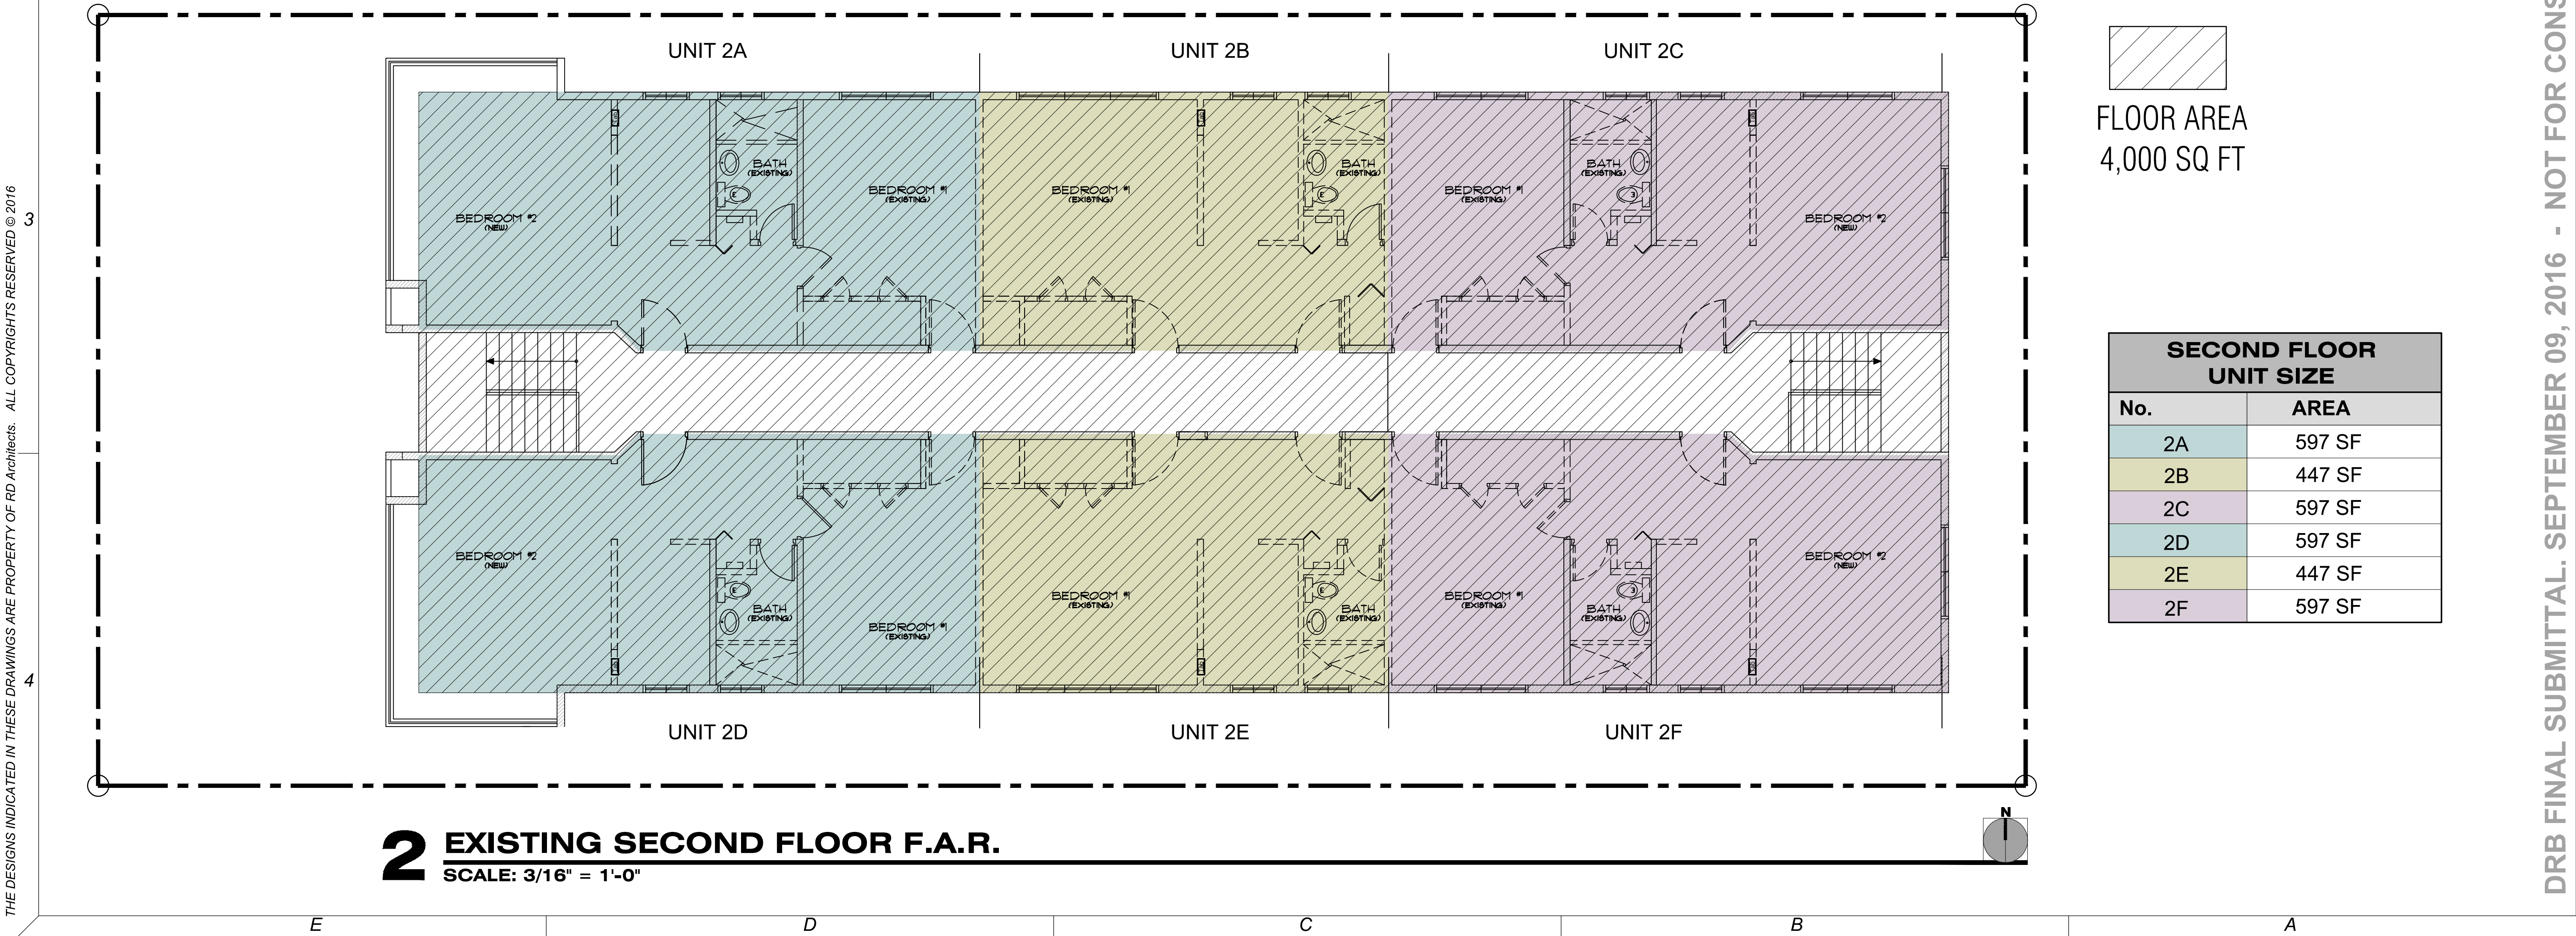 UNIT 2A
UNIT 2B
UNIT 2C
BATH
(EXISTING)
BEDROOM #1
(EXISTING)
BEDROOM #2
(NEW)
BEDROOM #1
(EXISTING)
BATH
(EXISTING)
BEDROOM #1
(EXISTING)
BATH
(EXISTING)
BEDROOM #2
(NEW)
BEDROOM #2
(NEW)
BATH
(EXISTING)
BEDROOM #1
(EXISTING)
BEDROOM #1
(EXISTING)
BATH
(EXISTING)
BEDROOM #1
(EXISTING)
BATH
(EXISTING)
BEDROOM #2
(NEW)
E
E
E
E
E
E
UNIT 2D
UNIT 2E
UNIT 2F
FLOOR AREA
4,000 SQ FT
SECOND FLOOR
UNIT SIZE
No. AREA
2A 597 SF
2B 447 SF
2C 597 SF
2D 597 SF
2E 447 SF
2F 597 SF
2 EXISTING SECOND FLOOR F.A.R.
SCALE: 3/16" = 1'-0"
N
3
4
E D C B A
THE DESIGNS INDICATED IN THESE DRAWINGS ARE PROPERTY OF RD Architects. ALL COPYRIGHTS RESERVED © 2016
DRB FINAL SUBMITTAL. SEPTEMBER 09, 2016 - NOT FOR CONS